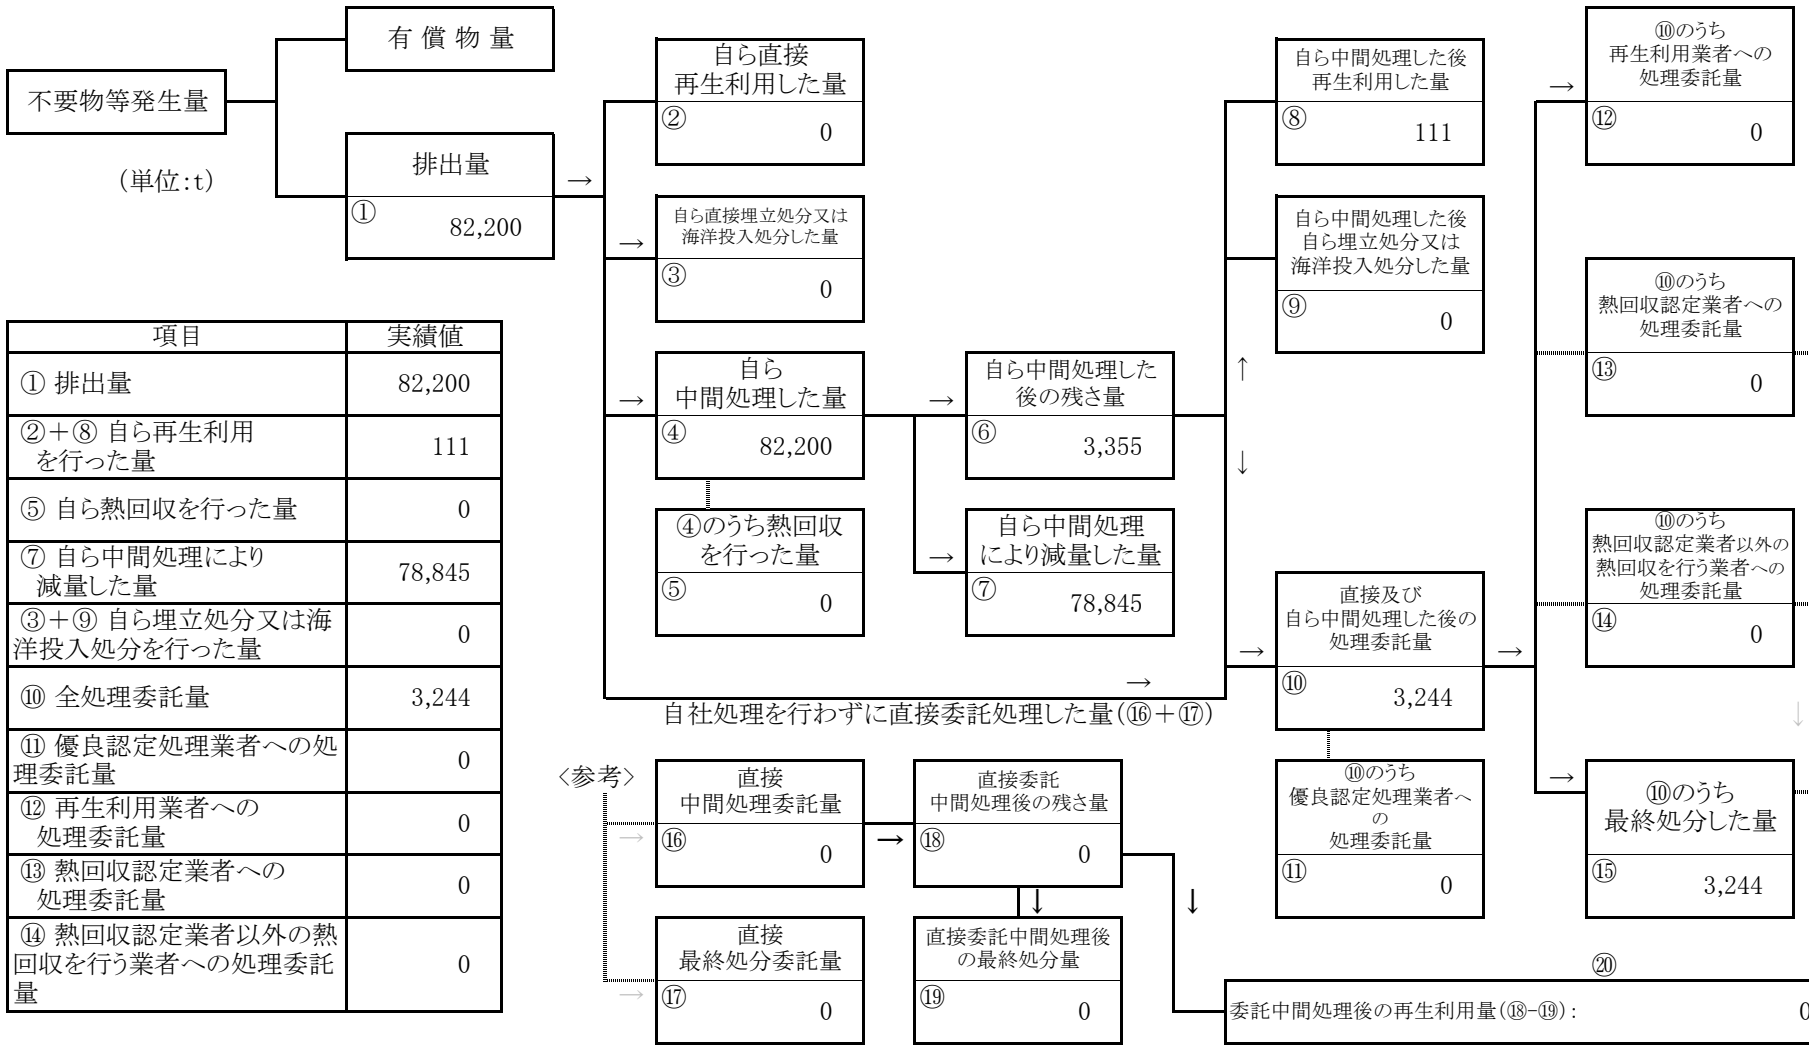 有 償 物 量
不要物等発生量
(単位:t)
排出量
①
82,200
→
自ら直接
再生利用した量
②
0
→
自ら直接埋立処分又は
海洋投入処分した量
③
0
→
自ら
中間処理した量
④
82,200
④のうち熱回収
を行った量
⑤
0
→
自ら中間処理した
後の残さ量
⑥
3,355
→
自ら中間処理
により減量した量
⑦
78,845
自ら中間処理した後
再生利用した量
⑧
111
自ら中間処理した後
自ら埋立処分又は
海洋投入処分した量
⑨
0
↑
↓
→
自社処理を行わずに直接委託処理した量(⑯+⑰)
→
直接及び
自ら中間処理した後の
処理委託量
⑩
3,244
→
⑩のうち
優良認定処理業者へ
の
処理委託量
⑪
0
→
⑩のうち
再生利用業者への
処理委託量
⑫
0
⑩のうち
熱回収認定業者への
処理委託量
⑬
0
⑩のうち
熱回収認定業者以外の
熱回収を行う業者への
処理委託量
⑭
0
↓
→
⑩のうち
最終処分した量
⑮
3,244
項目 実績値
① 排出量 82,200
②+⑧ 自ら再生利用
を行った量 111
⑤ 自ら熱回収を行った量 0
⑦ 自ら中間処理により
減量した量 78,845
③+⑨ 自ら埋立処分又は海
洋投入処分を行った量 0
⑩ 全処理委託量 3,244
⑪ 優良認定処理業者への処
理委託量 0
⑫ 再生利用業者への
処理委託量 0
⑬ 熱回収認定業者への
処理委託量 0
⑭ 熱回収認定業者以外の熱
回収を行う業者への処理委託
量 0
〈参考〉
→
直接
中間処理委託量
⑯
0
→
直接委託
中間処理後の残さ量
⑱
0
↓
↓
→
直接
最終処分委託量
⑰
0
直接委託中間処理後
の最終処分量
⑲
0
⑳
委託中間処理後の再生利用量(⑱-⑲): 0